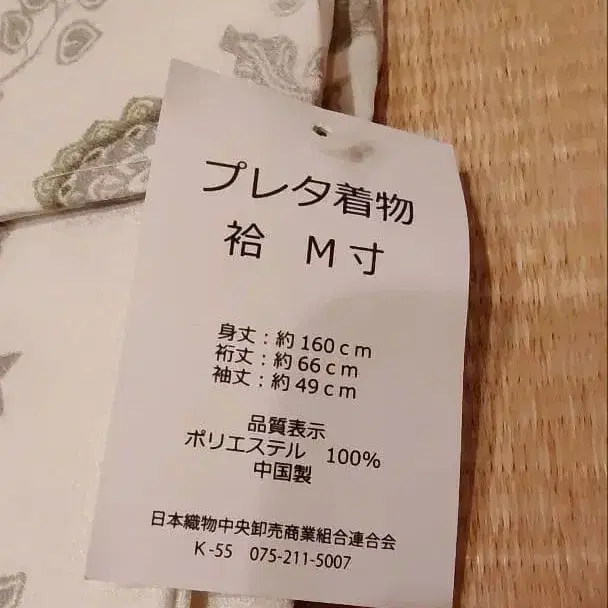 プレタ着物
袷 M寸
身丈:約160cm
裄丈:約66cm
袖丈:約49cm
品質表示
ポリエステル 100%
中国製
日本織物中央卸売商業組合連合会
K-55 075-211-5007